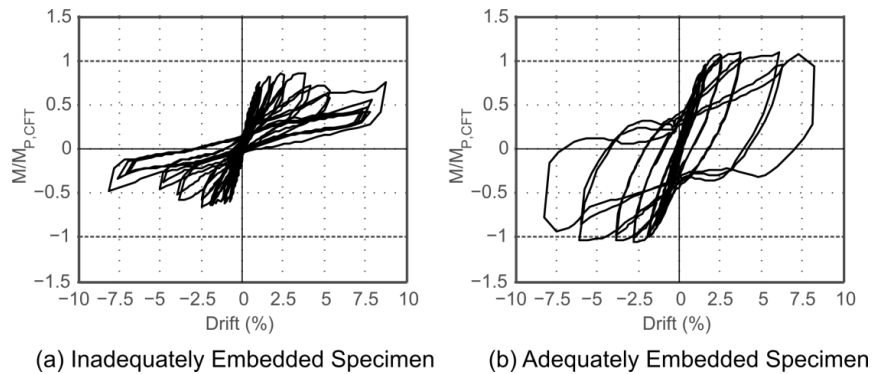 1.5
1
0.5
0
−0.5
−1
−1.5
M/M_P,CFT
−10 −7.5 −5 −2.5 0 2.5 5 7.5 10
Drift (%)
(a) Inadequately Embedded Specimen
1.5
1
0.5
0
−0.5
−1
−1.5
M/M_P,CFT
−10 −7.5 −5 −2.5 0 2.5 5 7.5 10
Drift (%)
(b) Adequately Embedded Specimen